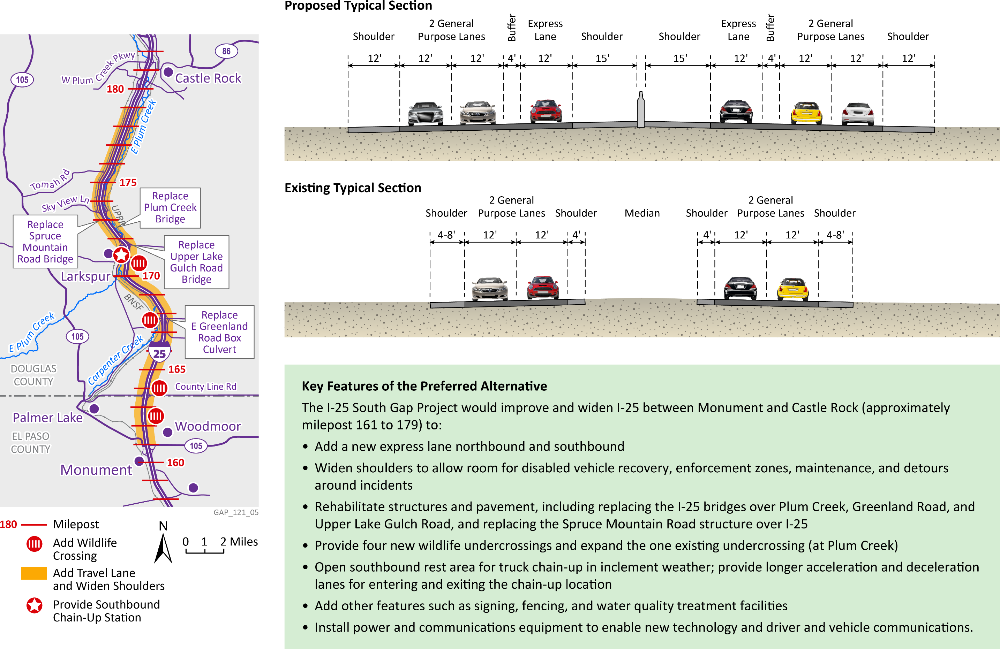 Proposed Typical Section
Shoulder
2 General
Purpose Lanes
Buffer
Express
Lane
Shoulder
Shoulder
Express
Lane
Buffer
2 General
Purpose Lanes
Shoulder
12' 12' 12' 4' 12' 15' 15' 12' 4' 12' 12' 12'
Existing Typical Section
Shoulder
2 General
Purpose Lanes
Shoulder
Median
Shoulder
2 General
Purpose Lanes
Shoulder
4-8' 12' 12' 4' 4' 12' 12' 4-8'
Key Features of the Preferred Alternative
The I-25 South Gap Project would improve and widen I-25 between Monument and Castle Rock (approximately
milepost 161 to 179) to:
• Add a new express lane northbound and southbound
• Widen shoulders to allow room for disabled vehicle recovery, enforcement zones, maintenance, and detours
around incidents
• Rehabilitate structures and pavement, including replacing the I-25 bridges over Plum Creek, Greenland Road, and
Upper Lake Gulch Road, and replacing the Spruce Mountain Road structure over I-25
• Provide four new wildlife undercrossings and expand the one existing undercrossing (at Plum Creek)
• Open southbound rest area for truck chain-up in inclement weather; provide longer acceleration and deceleration
lanes for entering and exiting the chain-up location
• Add other features such as signing, fencing, and water quality treatment facilities
• Install power and communications equipment to enable new technology and driver and vehicle communications.
86
W Plum Creek Pkwy
105
Castle Rock
180
E Plum Creek
Tomah Rd
175
Sky View Ln
UPRR
Replace
Plum Creek
Bridge
Replace
Spruce
Mountain
Road Bridge
Replace
Upper Lake
Gulch Road
Bridge
Larkspur
170
BNSF
Replace
E Greenland
Road Box
Culvert
E Plum Creek
105
Carpenter Creek
25
DOUGLAS
COUNTY
165
County Line Rd
Palmer Lake
Woodmoor
EL PASO
COUNTY
105
160
Monument
GAP_121_05
180
Milepost
Add Wildlife
Crossing
Add Travel Lane
and Widen Shoulders
Provide Southbound
Chain-Up Station
N
0 1 2 Miles